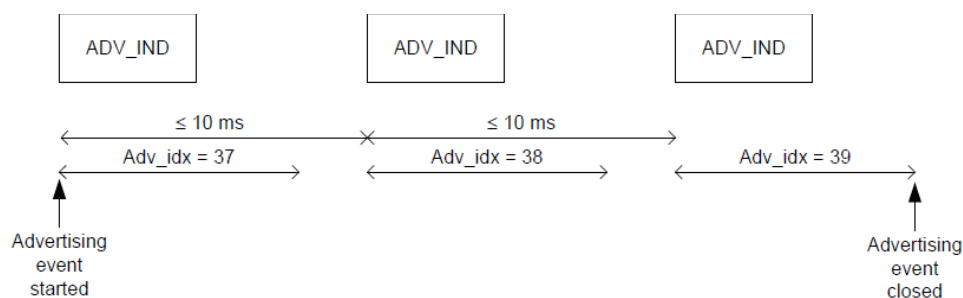 ADV_IND
ADV_IND
ADV_IND
≤ 10 ms
≤ 10 ms
Adv_idx = 37
Adv_idx = 38
Adv_idx = 39
Advertising
event
started
Advertising
event
closed